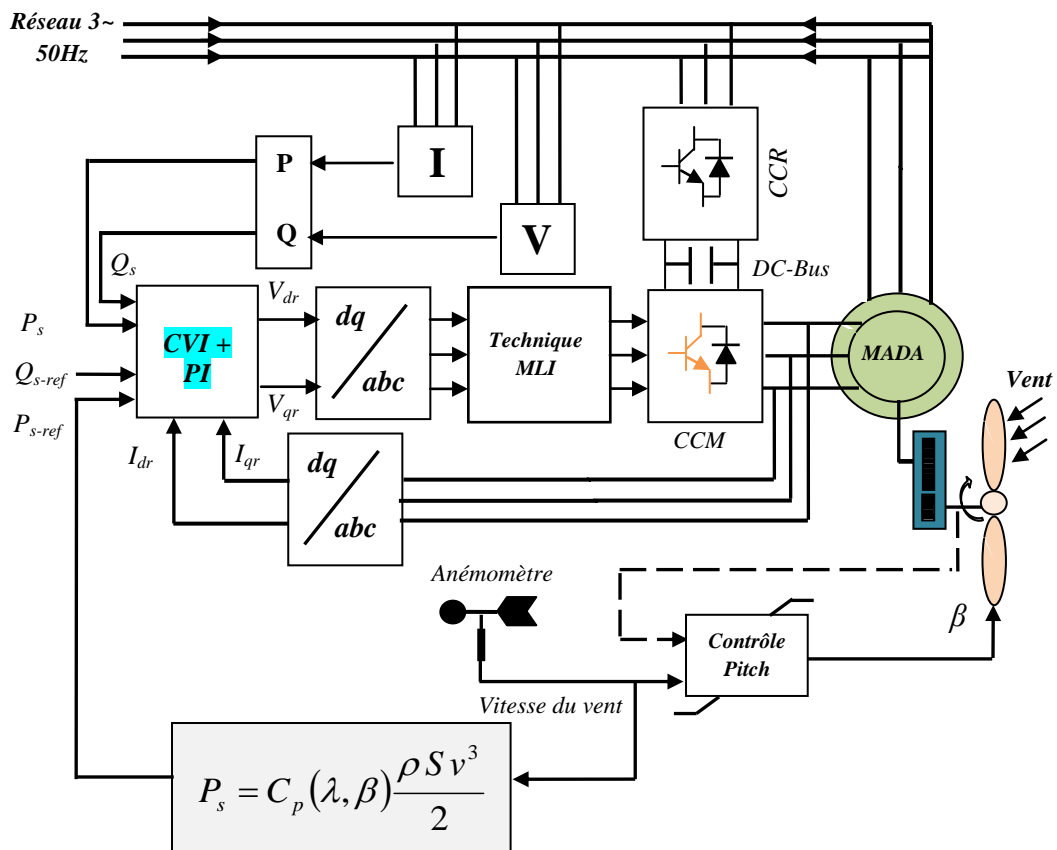 Réseau 3~
50Hz
P
I
CCR
Q
V
Q_s
DC-Bus
V_dr
P_s
CVI +
PI
dq
abc
Technique
MLI
MADA
Q_s-ref
Vent
V_qr
P_s-ref
CCM
I_dr
I_qr
dq
abc
Anémomètre
β
Contrôle
Pitch
Vitesse du vent
P_s = C_p(λ, β) ρ S v^3 / 2